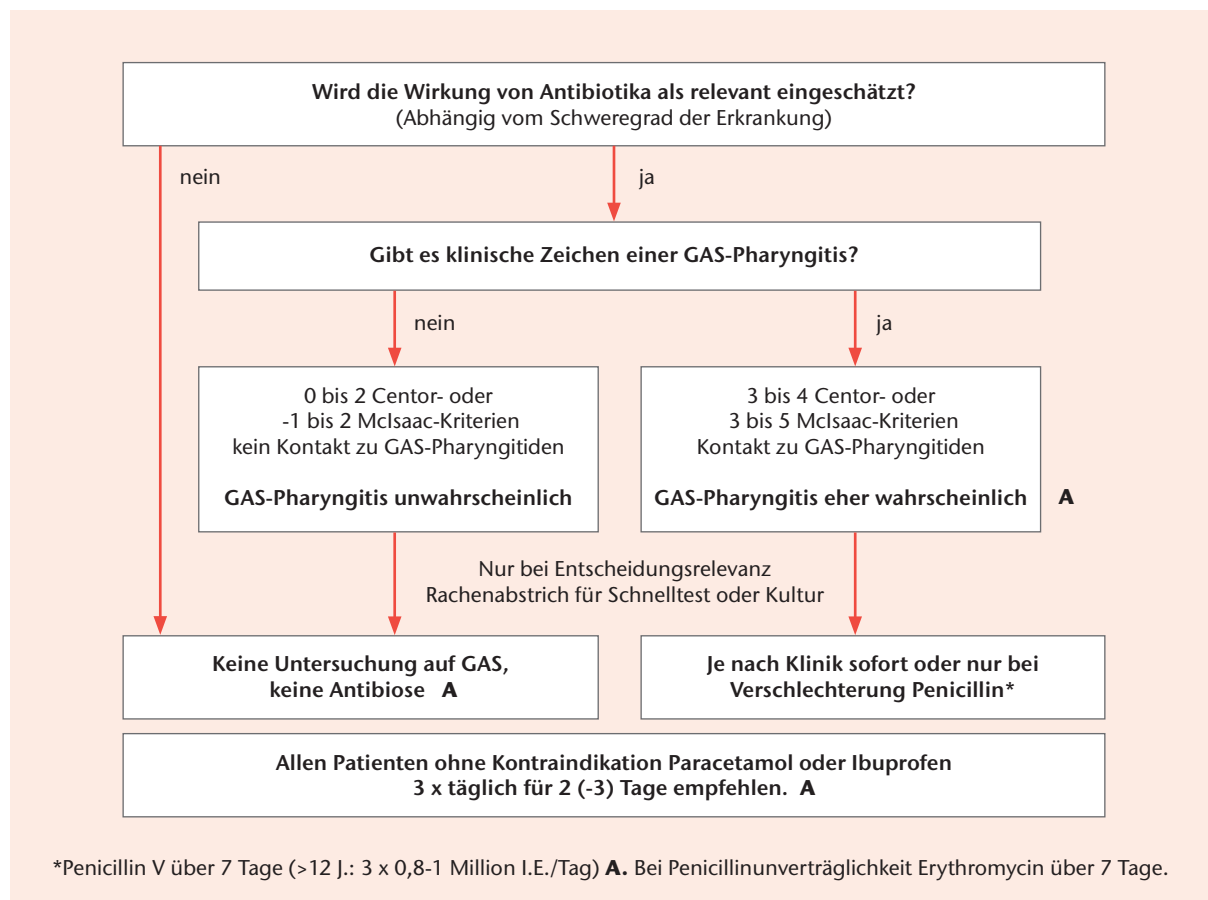 Wird die Wirkung von Antibiotika als relevant eingeschätzt?
(Abhängig vom Schweregrad der Erkrankung)
nein
ja
Gibt es klinische Zeichen einer GAS-Pharyngitis?
nein
ja
0 bis 2 Centor- oder
-1 bis 2 McIsaac-Kriterien
kein Kontakt zu GAS-Pharyngitiden
GAS-Pharyngitis unwahrscheinlich
3 bis 4 Centor- oder
3 bis 5 McIsaac-Kriterien
Kontakt zu GAS-Pharyngitiden
GAS-Pharyngitis eher wahrscheinlich
A
Nur bei Entscheidungsrelevanz
Rachenabstrich für Schnelltest oder Kultur
Keine Untersuchung auf GAS,
keine Antibiose A
Je nach Klinik sofort oder nur bei
Verschlechterung Penicillin*
Allen Patienten ohne Kontraindikation Paracetamol oder Ibuprofen
3 x täglich für 2 (-3) Tage empfehlen. A
*Penicillin V über 7 Tage (>12 J.: 3 x 0,8-1 Million I.E./Tag) A. Bei Penicillinunverträglichkeit Erythromycin über 7 Tage.